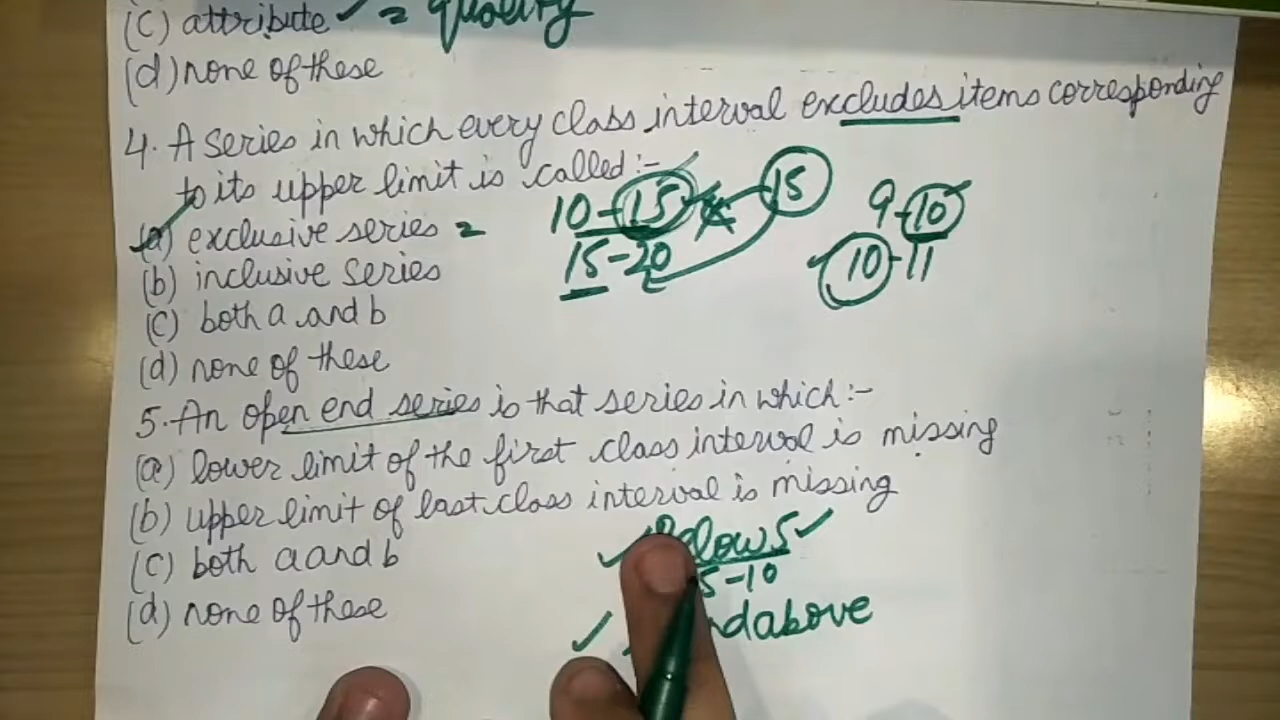 (c) attribute ✓ = quality
(d) none of these
4. A series in which every class interval excludes items corresponding
to its upper limit is called :-
(a) exclusive series =
10-15 15 9-10
15-20 10-11
(b) inclusive series
(c) both a and b
(d) none of these
5. An open end series is that series in which :-
(a) lower limit of the first class interval is missing
(b) upper limit of last class interval is missing
(c) both a and b
5-10
(d) none of these
above